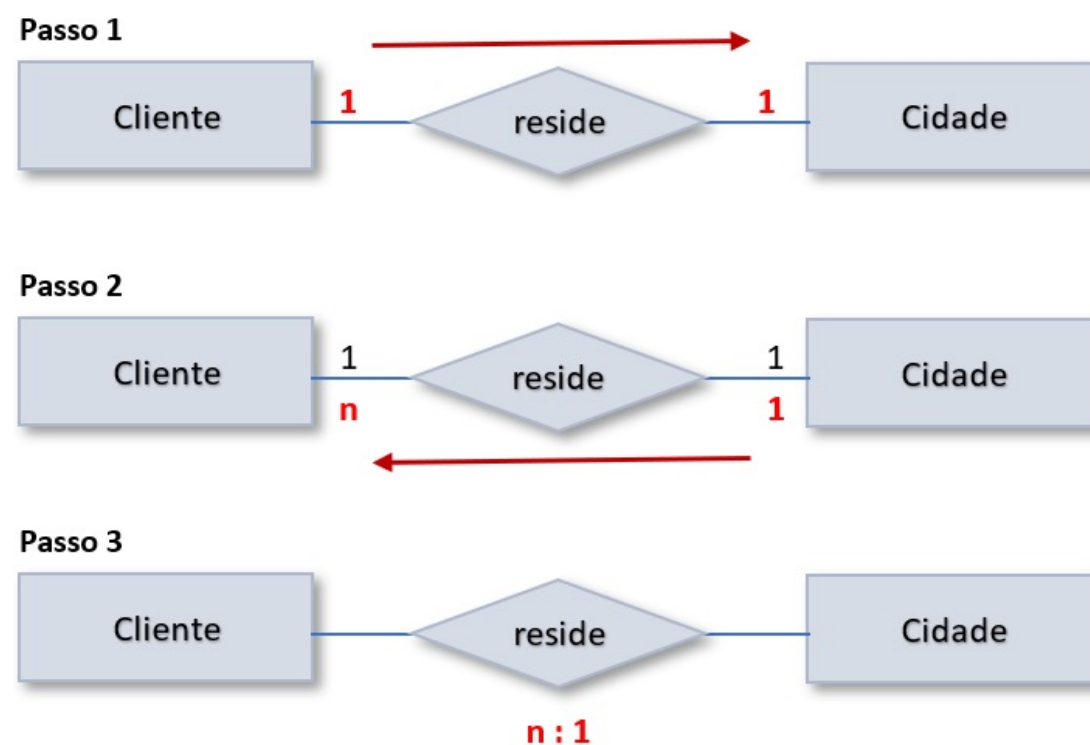 Passo 1
Cliente 1 reside 1 Cidade
Passo 2
Cliente 1 reside 1 Cidade
n 1
Passo 3
Cliente reside Cidade
n : 1